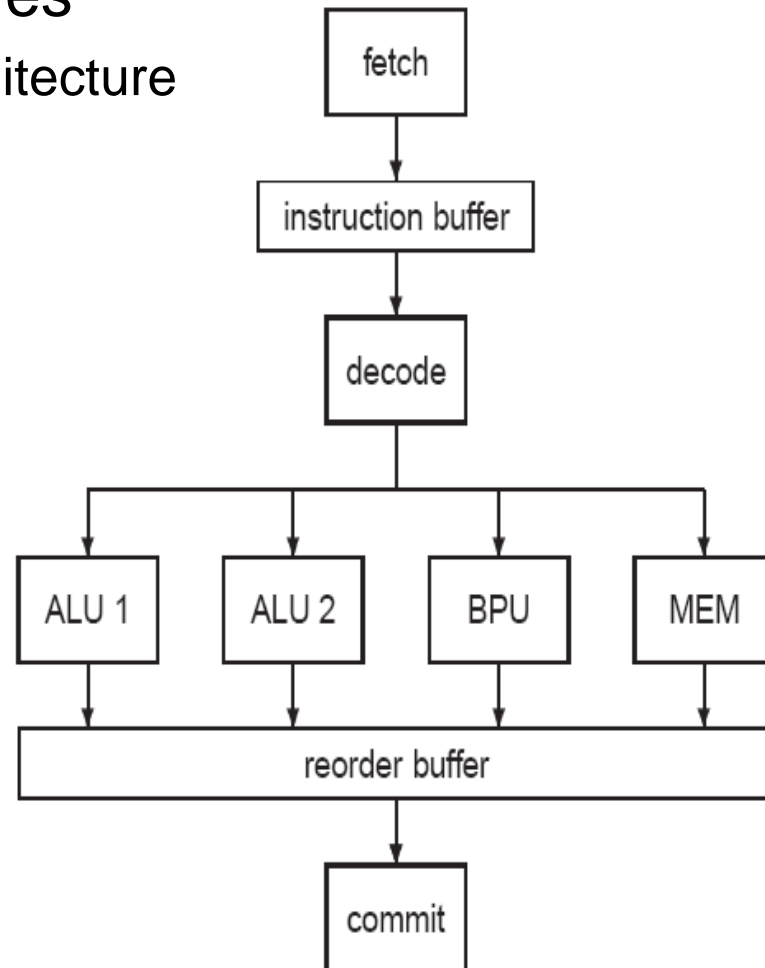 es
itecture
fetch
instruction buffer
decode
ALU 1
ALU 2
BPU
MEM
reorder buffer
commit